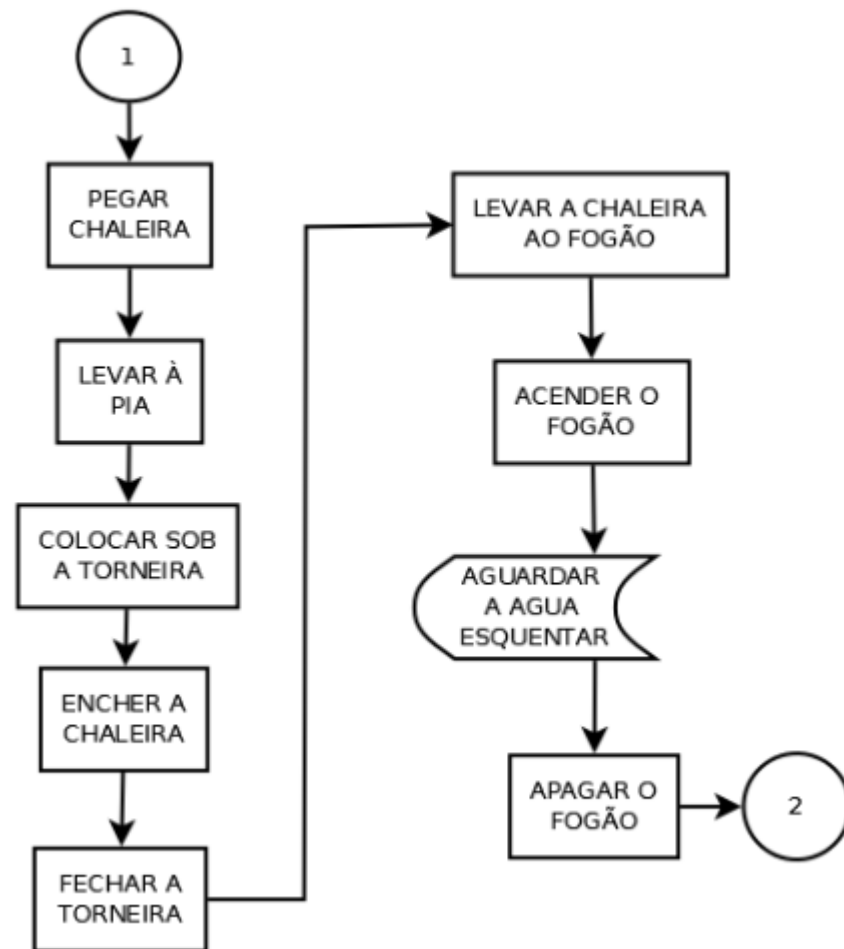 1
PEGAR
CHALEIRA
LEVAR À
PIA
COLOCAR SOB
A TORNEIRA
ENCHER A
CHALEIRA
FECHAR A
TORNEIRA
LEVAR A CHALEIRA
AO FOGÃO
ACENDER O
FOGÃO
AGUARDAR
A AGUA
ESQUENTAR
APAGAR O
FOGÃO
2